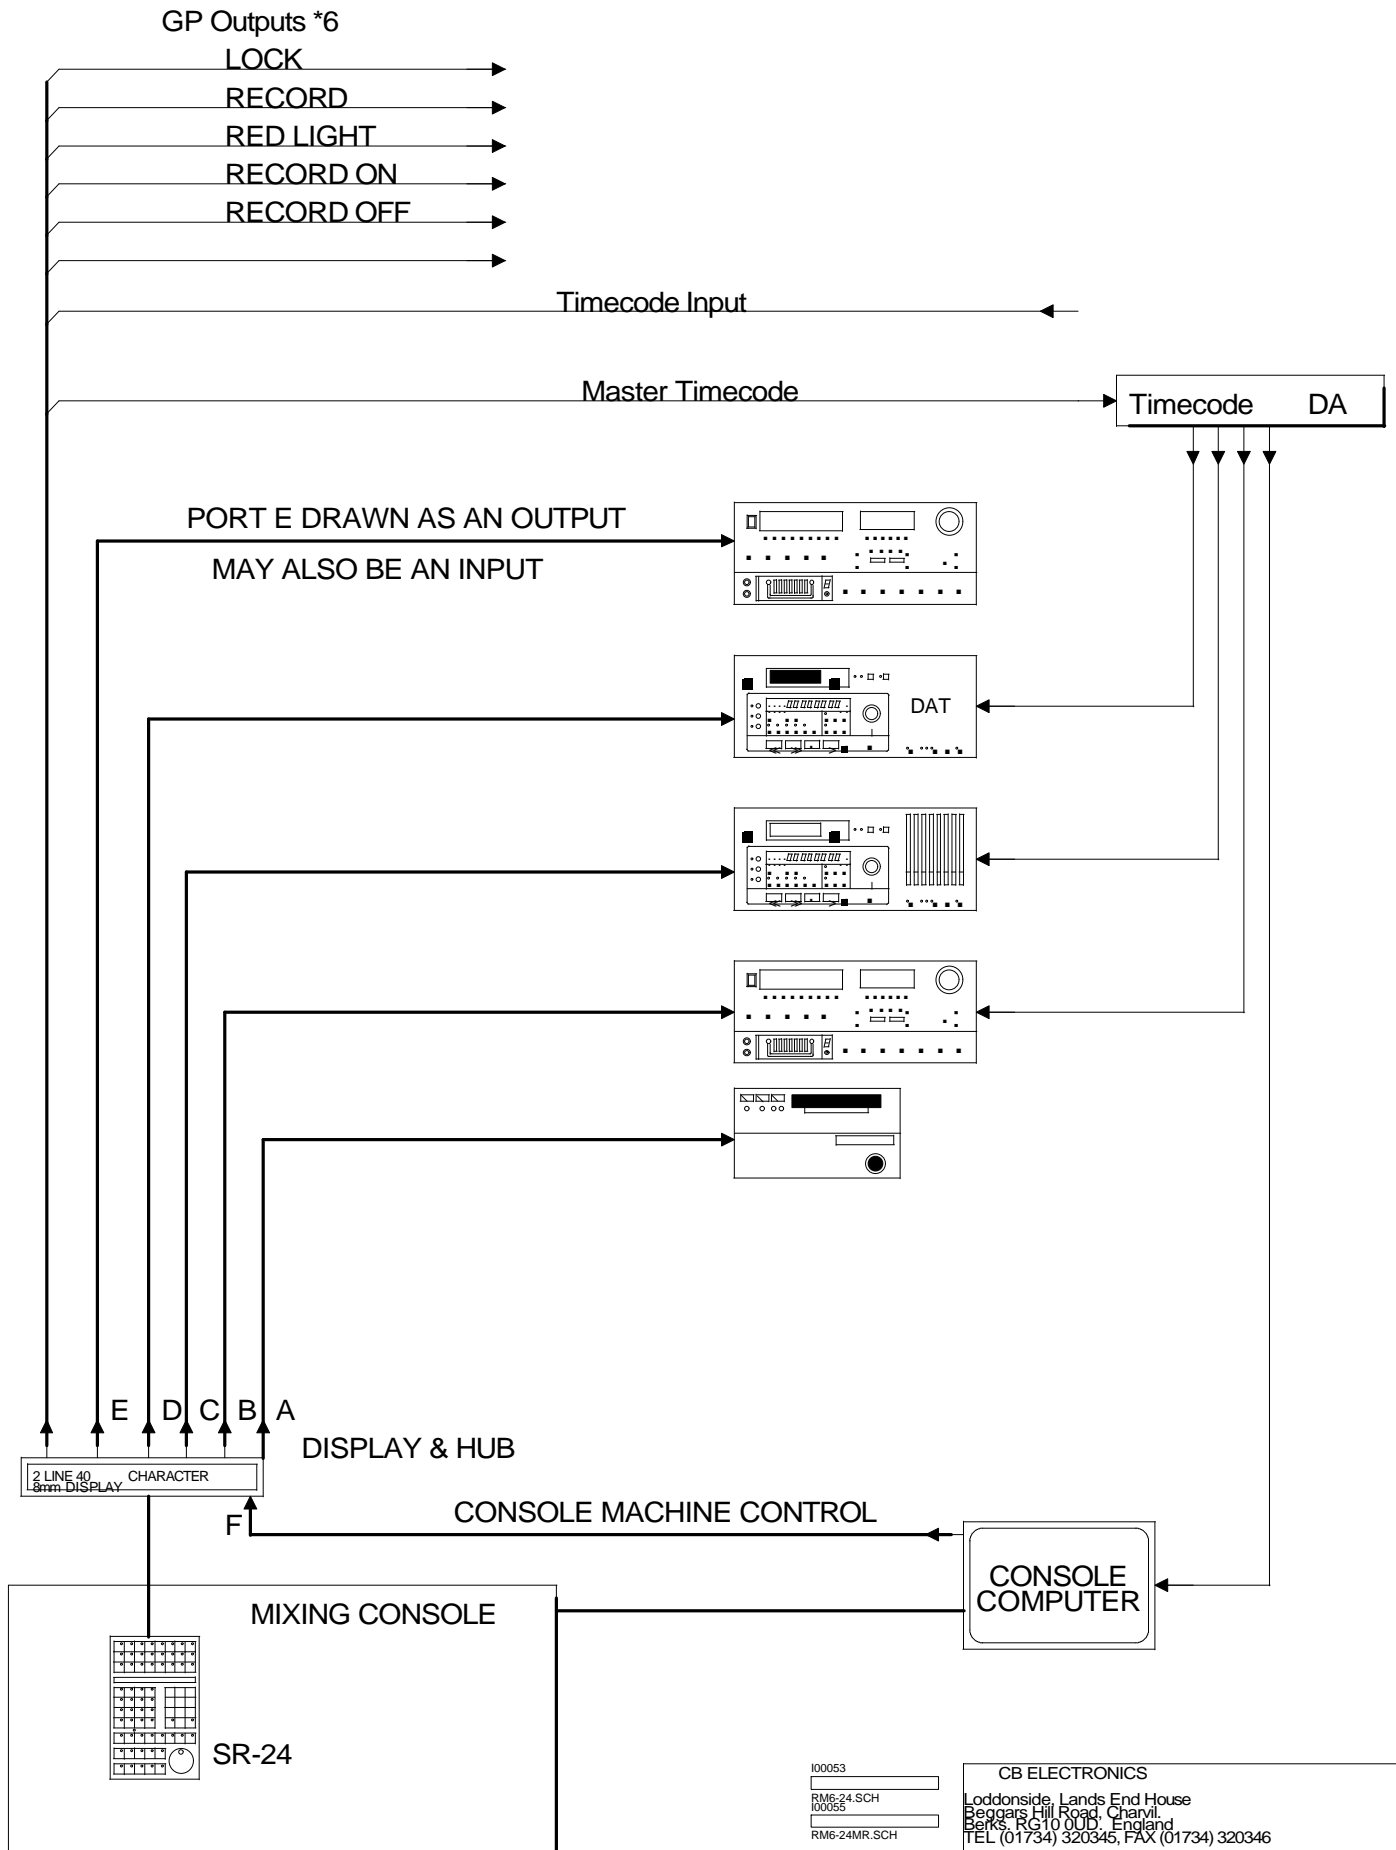 GP Outputs *6
LOCK
RECORD
RED LIGHT
RECORD ON
RECORD OFF
Timecode Input
Master Timecode
Timecode DA
PORT E DRAWN AS AN OUTPUT
MAY ALSO BE AN INPUT
DAT
E D C B A
DISPLAY & HUB
2 LINE 40 CHARACTER
8mm DISPLAY
F
CONSOLE MACHINE CONTROL
CONSOLE
COMPUTER
MIXING CONSOLE
SR-24
I00053
RM6-24.SCH
I00055
RM6-24MR.SCH
CB ELECTRONICS
Loddonside, Lands End House
Beggars Hill Road, Charvil.
Berks. RG10 0UD. England
TEL (01734) 320345, FAX (01734) 320346